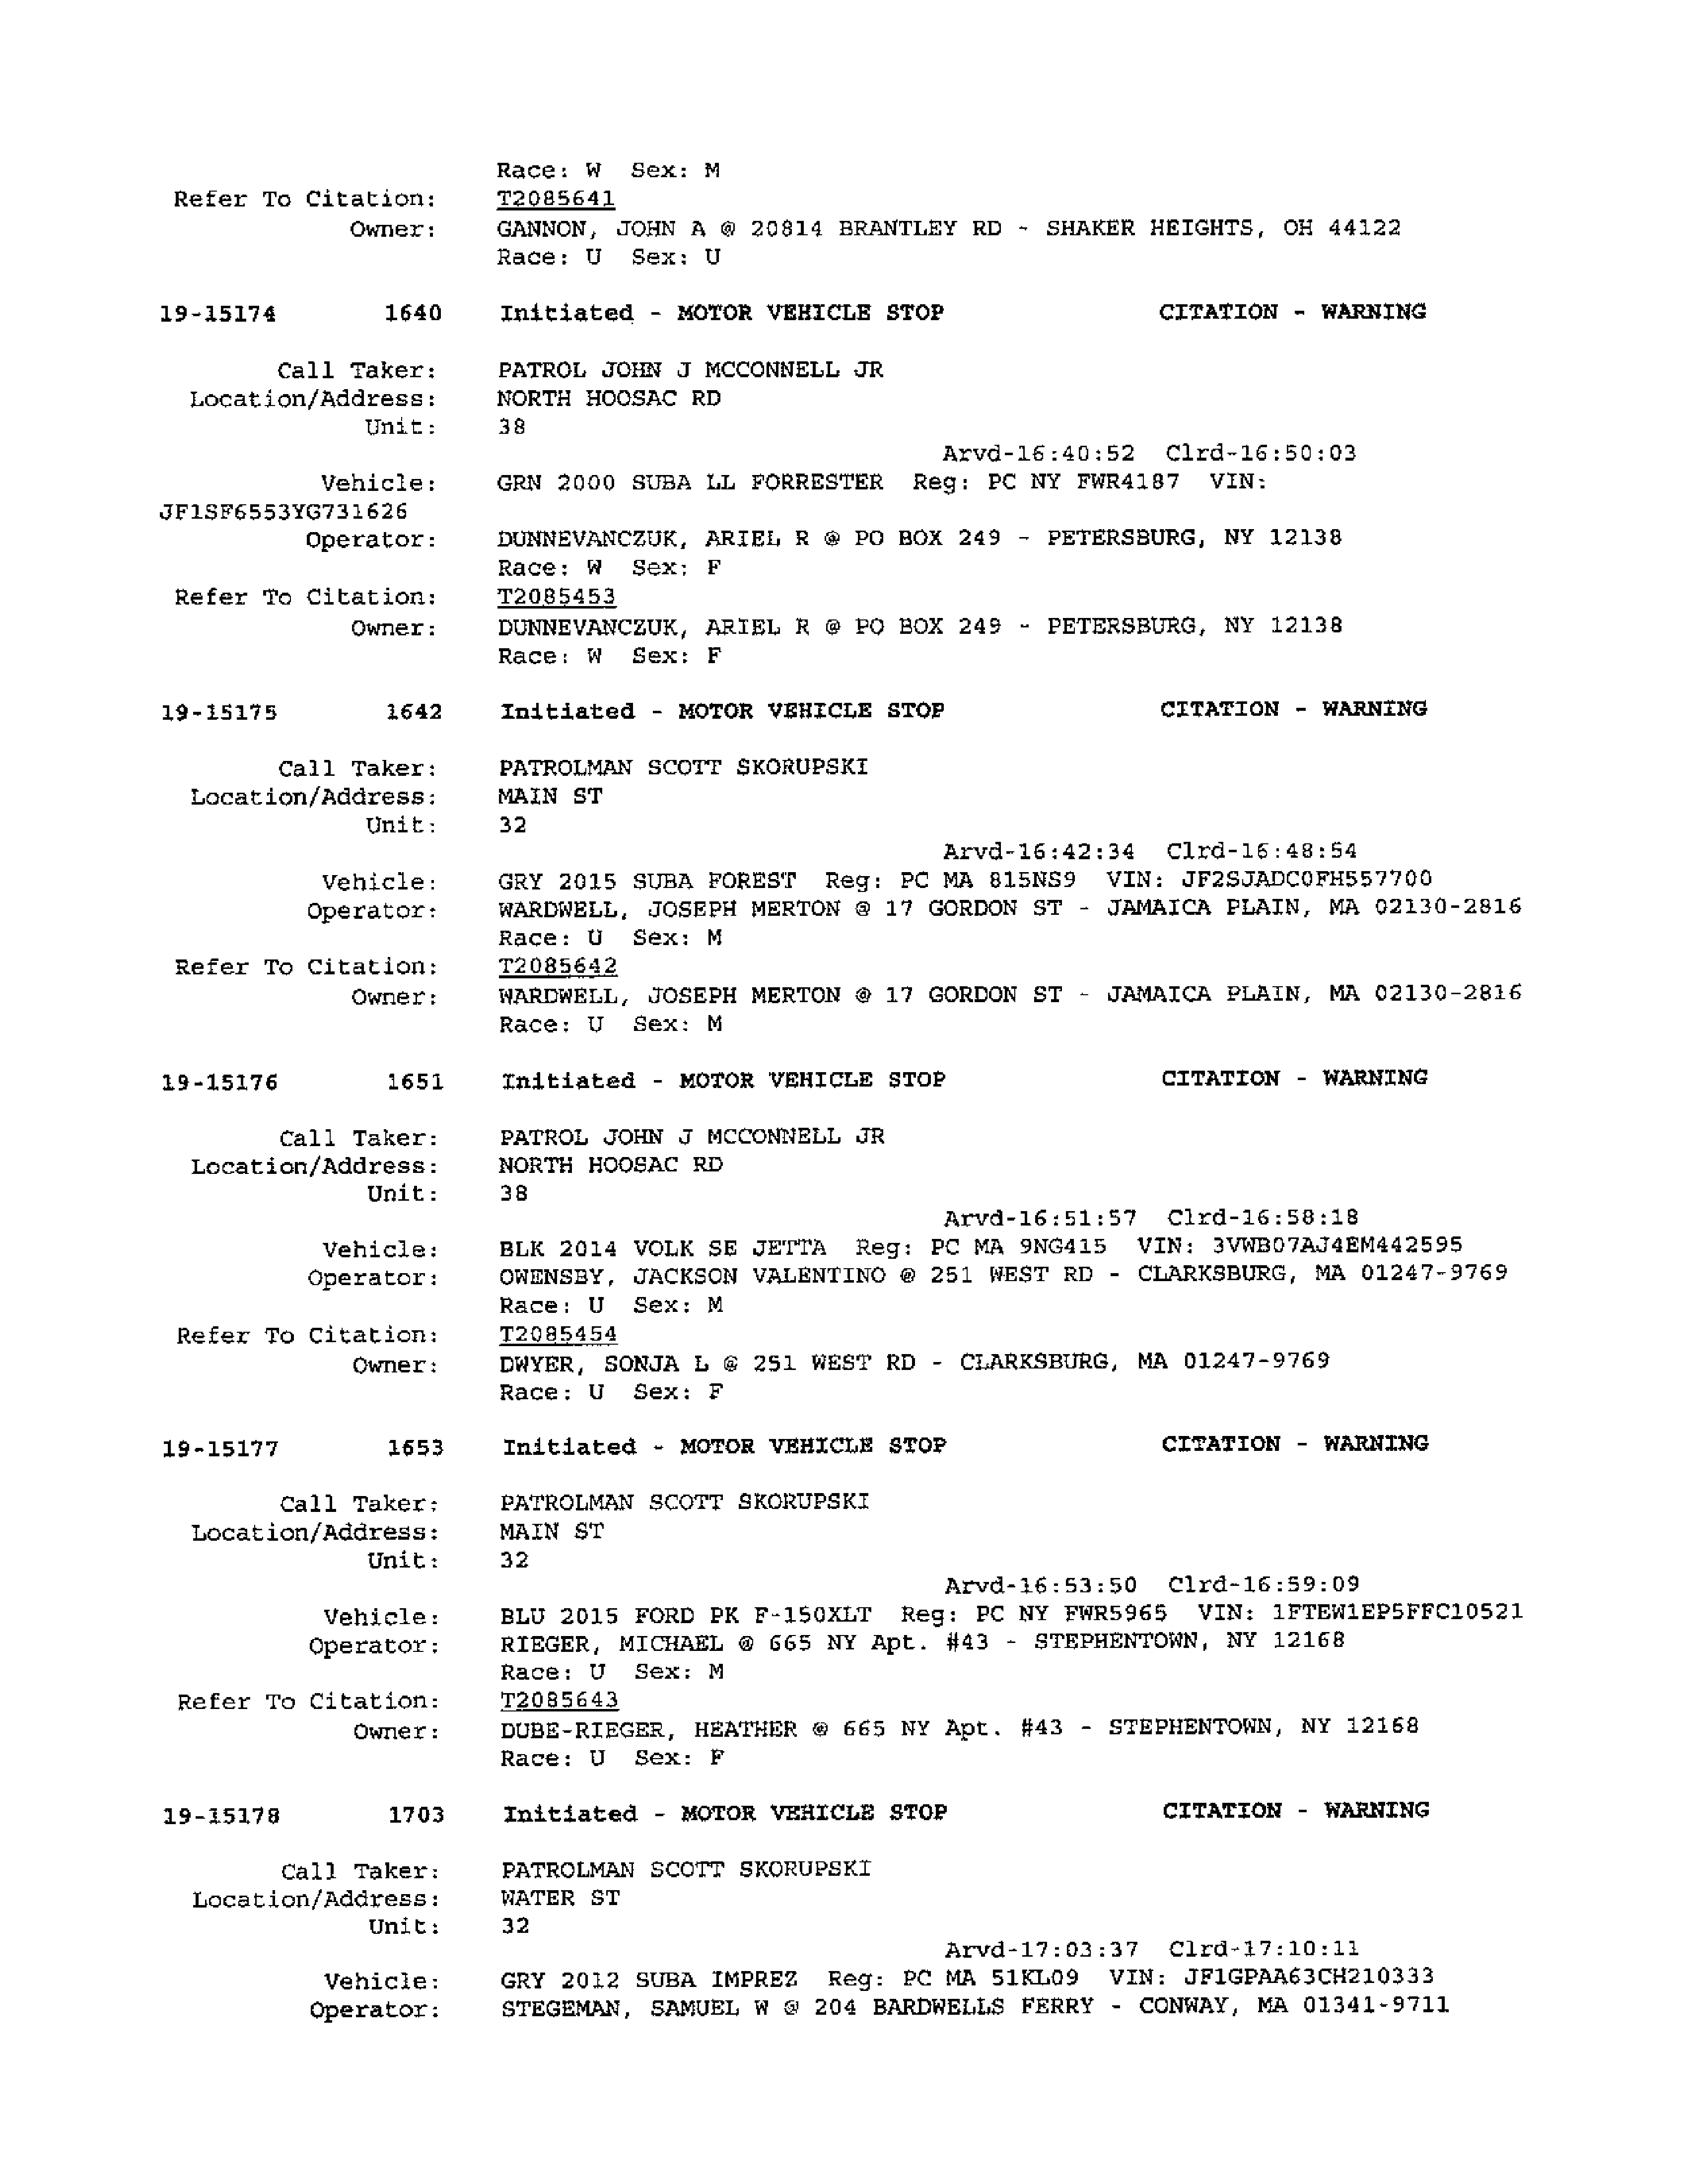 Race: W Sex: M
Refer To Citation: T2085641
Owner: GANNON, JOHN A @ 20814 BRANTLEY RD - SHAKER HEIGHTS, OH 44122
Race: U Sex: U
19-15174 1640 Initiated - MOTOR VEHICLE STOP CITATION - WARNING
Call Taker: PATROL JOHN J MCCONNELL JR
Location/Address: NORTH HOOSAC RD
Unit: 38
Arvd-16:40:52 Clrd-16:50:03
Vehicle: GRN 2000 SUBA LL FORRESTER Reg: PC NY FWR4187 VIN:
JF1SF6553YG731626
Operator: DUNNEVANCZUK, ARIEL R @ PO BOX 249 - PETERSBURG, NY 12138
Race: W Sex: F
Refer To Citation: T2085453
Owner: DUNNEVANCZUK, ARIEL R @ PO BOX 249 - PETERSBURG, NY 12138
Race: W Sex: F
19-15175 1642 Initiated - MOTOR VEHICLE STOP CITATION - WARNING
Call Taker: PATROLMAN SCOTT SKORUPSKI
Location/Address: MAIN ST
Unit: 32
Arvd-16:42:34 Clrd-16:48:54
Vehicle: GRY 2015 SUBA FOREST Reg: PC MA 815NS9 VIN: JF2SJADC0FH557700
Operator: WARDWELL, JOSEPH MERTON @ 17 GORDON ST - JAMAICA PLAIN, MA 02130-2816
Race: U Sex: M
Refer To Citation: T2085642
Owner: WARDWELL, JOSEPH MERTON @ 17 GORDON ST - JAMAICA PLAIN, MA 02130-2816
Race: U Sex: M
19-15176 1651 Initiated - MOTOR VEHICLE STOP CITATION - WARNING
Call Taker: PATROL JOHN J MCCONNELL JR
Location/Address: NORTH HOOSAC RD
Unit: 38
Arvd-16:51:57 Clrd-16:58:18
Vehicle: BLK 2014 VOLK SE JETTA Reg: PC MA 9NG415 VIN: 3VWB07AJ4EM442595
Operator: OWENSBY, JACKSON VALENTINO @ 251 WEST RD - CLARKSBURG, MA 01247-9769
Race: U Sex: M
Refer To Citation: T2085454
Owner: DWYER, SONJA L @ 251 WEST RD - CLARKSBURG, MA 01247-9769
Race: U Sex: F
19-15177 1653 Initiated - MOTOR VEHICLE STOP CITATION - WARNING
Call Taker: PATROLMAN SCOTT SKORUPSKI
Location/Address: MAIN ST
Unit: 32
Arvd-16:53:50 Clrd-16:59:09
Vehicle: BLU 2015 FORD PK F-150XLT Reg: PC NY FWR5965 VIN: 1FTEW1EP5FFC10521
Operator: RIEGER, MICHAEL @ 665 NY Apt. #43 - STEPHENTOWN, NY 12168
Race: U Sex: M
Refer To Citation: T2085643
Owner: DUBE-RIEGER, HEATHER @ 665 NY Apt. #43 - STEPHENTOWN, NY 12168
Race: U Sex: F
19-15178 1703 Initiated - MOTOR VEHICLE STOP CITATION - WARNING
Call Taker: PATROLMAN SCOTT SKORUPSKI
Location/Address: WATER ST
Unit: 32
Arvd-17:03:37 Clrd-17:10:11
Vehicle: GRY 2012 SUBA IMPREZ Reg: PC MA 51KL09 VIN: JF1GPAA63CH210333
Operator: STEGEMAN, SAMUEL W @ 204 BARDWELLS FERRY - CONWAY, MA 01341-9711